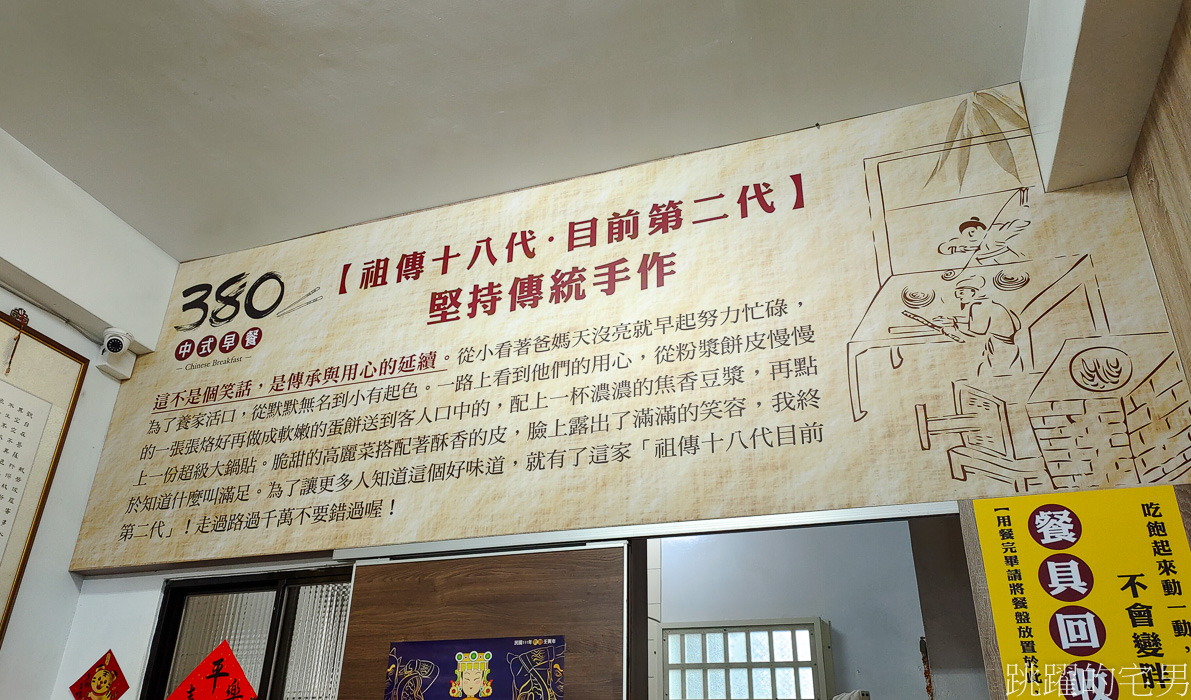 【祖傳十八代·目前第二代】
堅持傳統手作
380
中式早餐
— Chinese Breakfast —
這不是個笑話，是傳承與用心的延續。從小看著爸媽天沒亮就早起努力忙碌，
為了養家活口，從默默無名到小有起色。一路上看到他們的用心，從粉漿餅皮慢慢
的一張張烙好再做成軟嫩的蛋餅送到客人口中的，配上一杯濃濃的焦香豆漿，再點
上一份超級大鍋貼。脆甜的高麗菜搭配著酥香的皮，臉上露出了滿滿的笑容，我終
於知道什麼叫滿足。為了讓更多人知道這個好味道，就有了這家「祖傳十八代目前
第二代」！走過路過千萬不要錯過喔！
吃飽起來動一動，
不會變胖
餐具回
【用餐完畢請將餐盤放置於此
平
跳躍的宅男